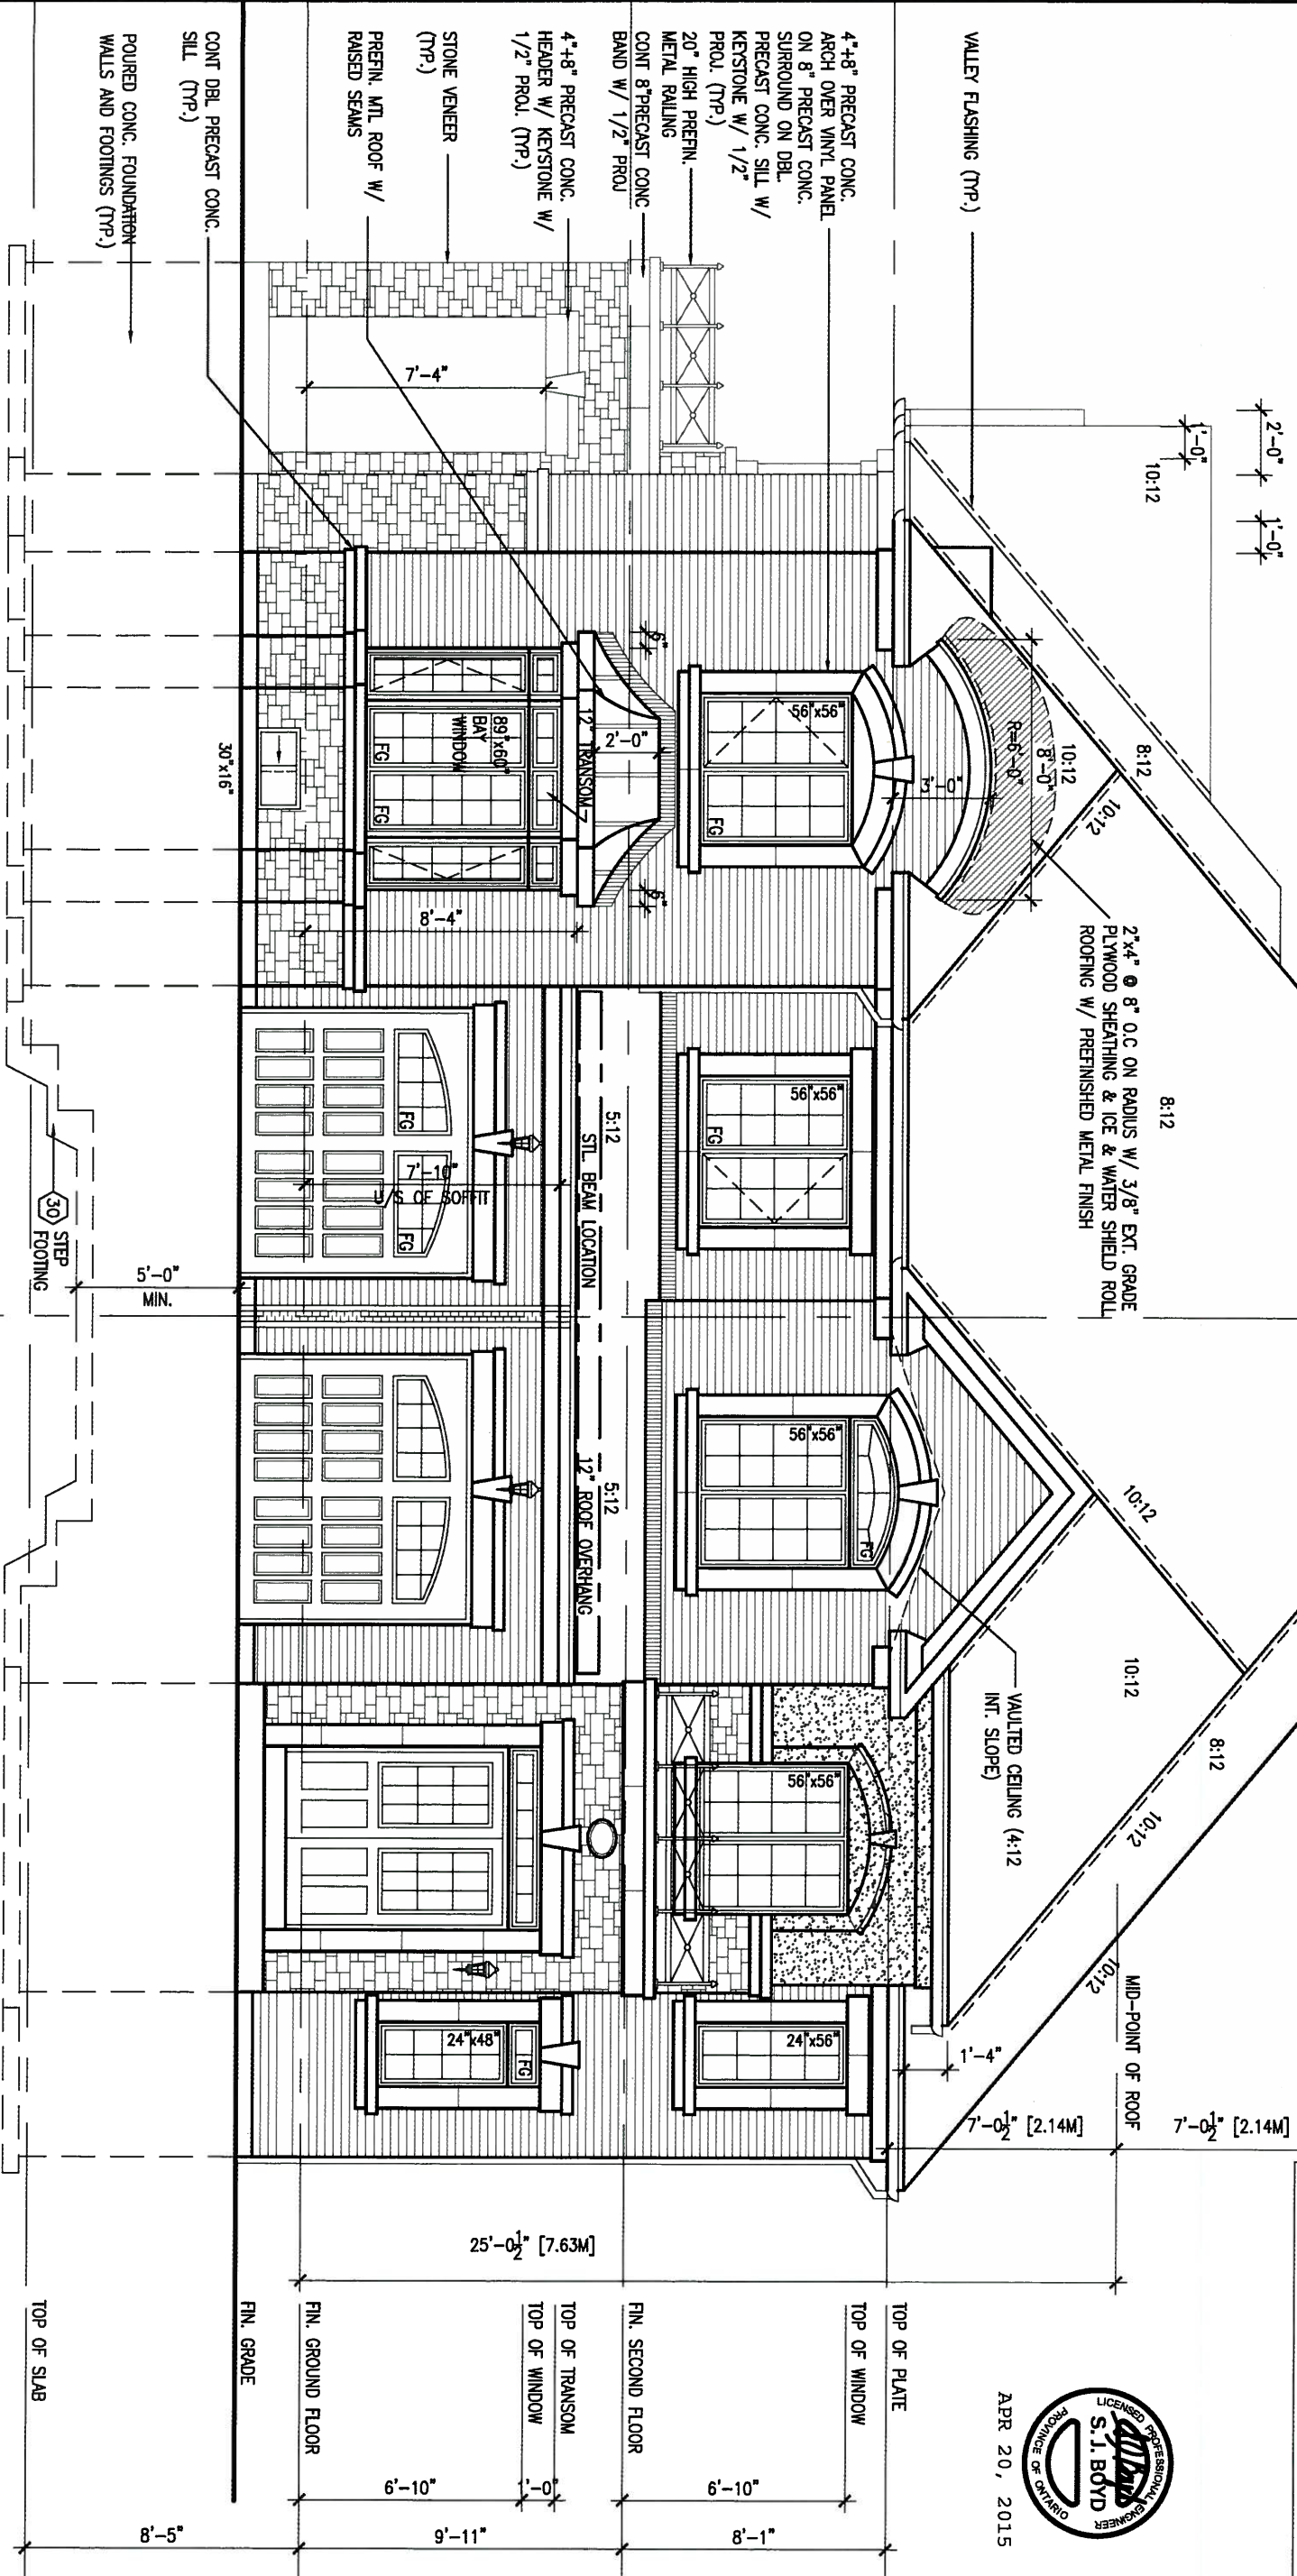 VALLEY FLASHING (TYP.)
4"+8" PRECAST CONC.
ARCH OVER VINYL PANEL
ON 8" PRECAST CONC.
SURROUND ON DBL.
PRECAST CONC. SILL W/
KEYSTONE W/ 1/2"
PROJ. (TYP.)
20" HIGH PREFIN.
METAL RAILING
CONT 8"PRECAST CONC
BAND W/ 1/2" PROJ
4"+8" PRECAST CONC.
HEADER W/ KEYSTONE W/
1/2" PROJ. (TYP.)
STONE VENEER
(TYP.)
PREFIN. MTL ROOF W/
RAISED SEAMS
CONT DBL PRECAST CONC.
SILL (TYP.)
POURED CONC. FOUNDATION
WALLS AND FOOTINGS (TYP.)
2'-0"
1'-0"
1'-0"
10:12
7'-4"
8:12
10:12
10:12
8'-0"
R=6'-0"
3'-0"
2"x4" @ 8" O.C ON RADIUS W/ 3/8" EXT. GRADE
PLYWOOD SHEATHING & ICE & WATER SHIELD ROLL
ROOFING W/ PREFINISHED METAL FINISH
8:12
56"x56"
FG
6"
6"
2'-0"
12" TRANSOM
89"x60"
BAY
WINDOW
FG
FG
8'-4"
30"x16"
56"x56"
FG
5:12
STL. BEAM LOCATION
FG
FG
7'-10"
U/S OF SOFFIT
30
STEP
FOOTING
5'-0"
MIN.
56"x56"
FG
5:12
12" ROOF OVERHANG
10:12
10:12
8:12
10:12
10:12
VAULTED CEILING (4:12
INT. SLOPE)
56"x56"
24"x56"
24"x48"
FG
MID-POINT OF ROOF
1'-4"
7'-0½" [2.14M]
7'-0½" [2.14M]
25'-0½" [7.63M]
TOP OF PLATE
TOP OF WINDOW
FIN. SECOND FLOOR
TOP OF TRANSOM
TOP OF WINDOW
FIN. GROUND FLOOR
FIN. GRADE
TOP OF SLAB
6'-10"
1'-0"
6'-10"
8'-1"
9'-11"
8'-5"
LICENSED PROFESSIONAL ENGINEER
S. J. BOYD
PROVINCE OF ONTARIO
APR 20, 2015